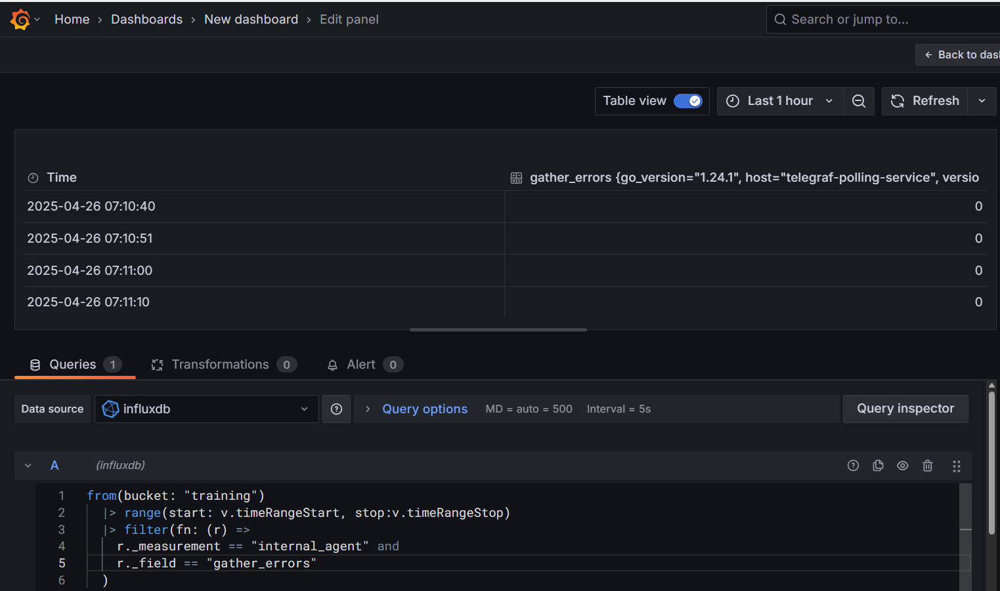 Home › Dashboards › New dashboard › Edit panel
Search or jump to...
← Back to das
Table view
Last 1 hour
Refresh
Time
gather_errors {go_version="1.24.1", host="telegraf-polling-service", versio
2025-04-26 07:10:40 0
2025-04-26 07:10:51 0
2025-04-26 07:11:00 0
2025-04-26 07:11:10 0
Queries 1
Transformations 0
Alert 0
Data source
influxdb
Query options
MD = auto = 500
Interval = 5s
Query inspector
A
(influxdb)
1 from(bucket: "training")
2 |> range(start: v.timeRangeStart, stop:v.timeRangeStop)
3 |> filter(fn: (r) =>
4 r._measurement == "internal_agent" and
5 r._field == "gather_errors"
6 )